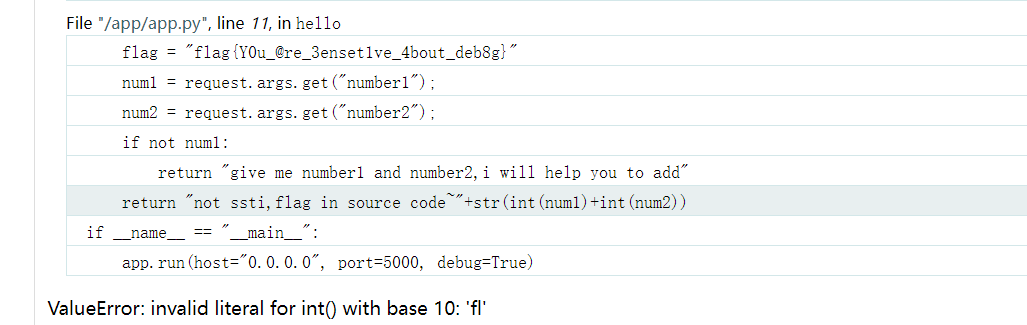 File "/app/app.py", line 11, in hello
flag = "flag{Y0u_@re_3enset1ve_4bout_deb8g}"
num1 = request.args.get("number1");
num2 = request.args.get("number2");
if not num1:
return "give me number1 and number2,i will help you to add"
return "not ssti,flag in source code~"+str(int(num1)+int(num2))
if __name__ == "__main__":
app.run(host="0.0.0.0", port=5000, debug=True)
ValueError: invalid literal for int() with base 10: 'fl'